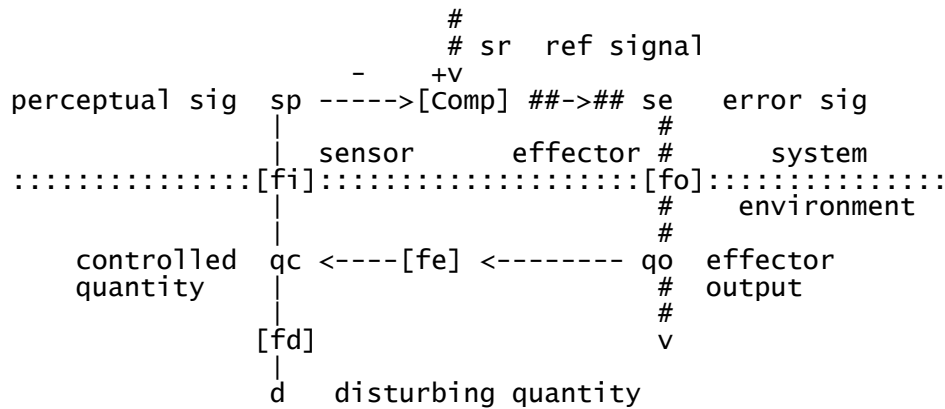 #
# sr ref signal
- +v
perceptual sig sp ----->[Comp] ##->## se error sig
| #
| sensor effector # system
:::::::::::::::[fi]:::::::::::::::::::::[fo]:::::::::::::::
| # environment
| #
controlled qc <----[fe] <-------- qo effector
quantity | # output
| #
[fd] v
|
d disturbing quantity